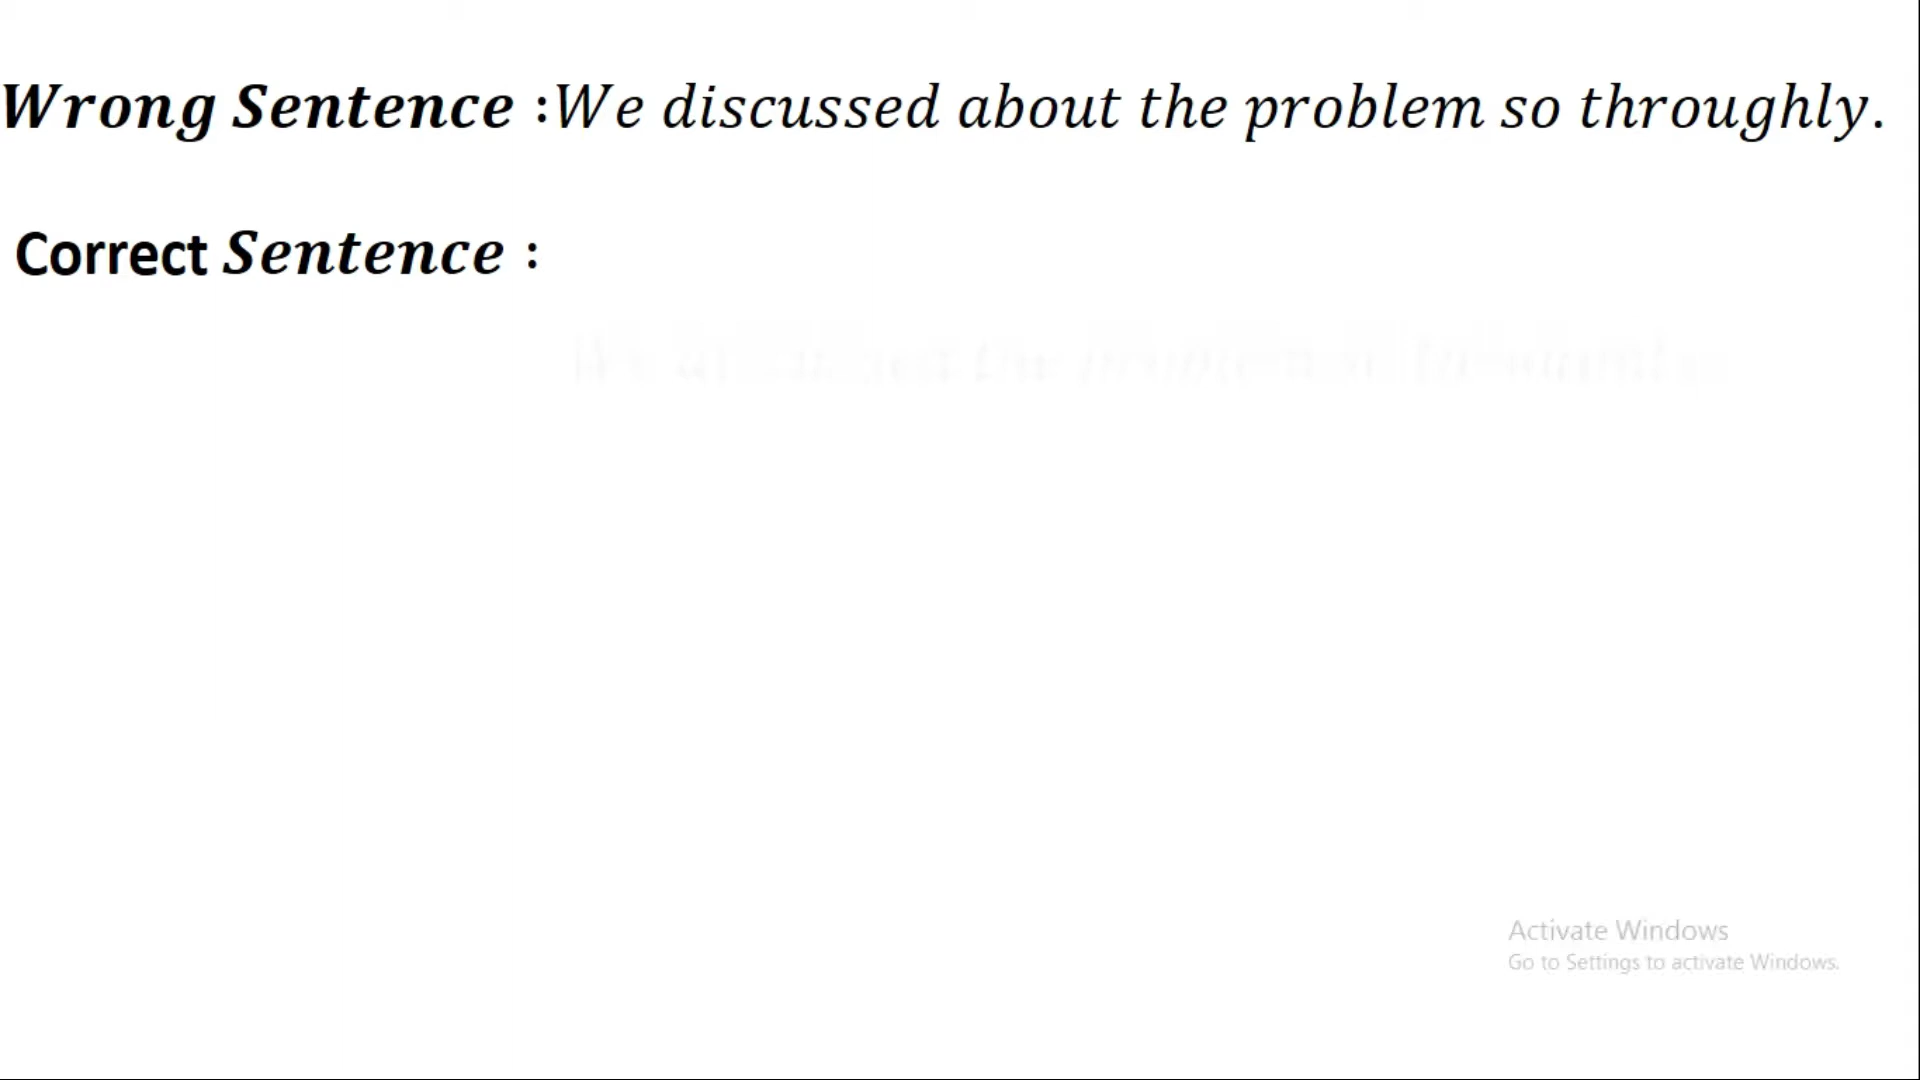 Wrong Sentence :We discussed about the problem so throughly.
Correct Sentence :
Activate Windows
Go to Settings to activate Windows.